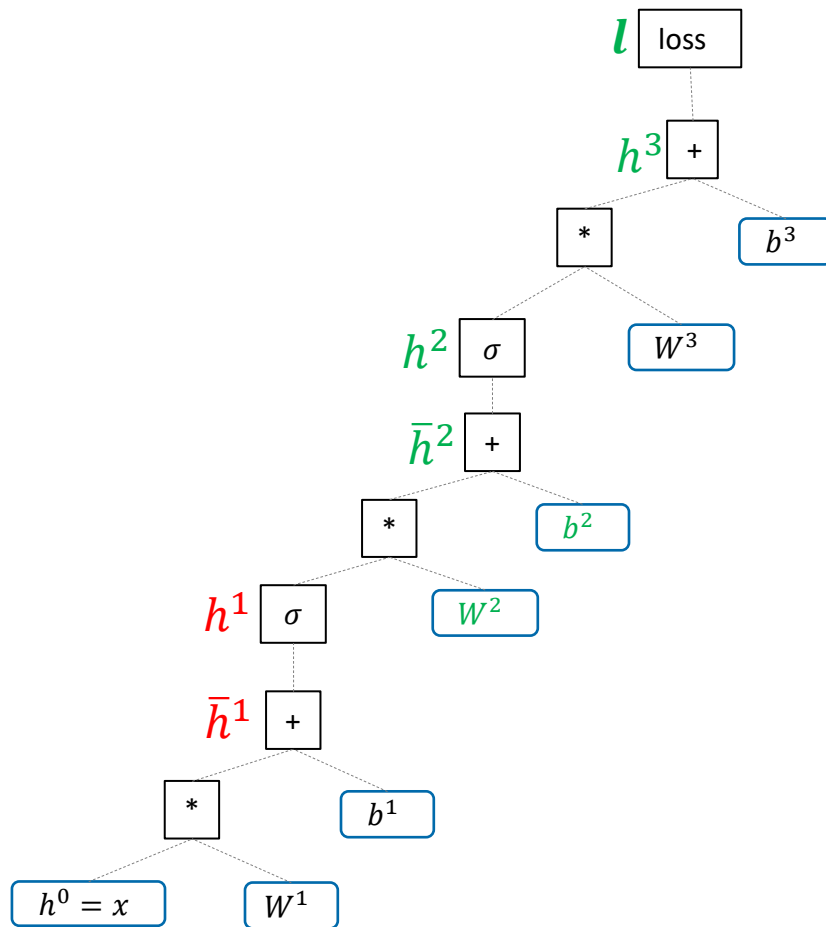 l loss
h³ +
* b³
h² σ W³
h̄² +
* b²
h¹ σ W²
h̄¹ +
* b¹
h⁰ = x W¹